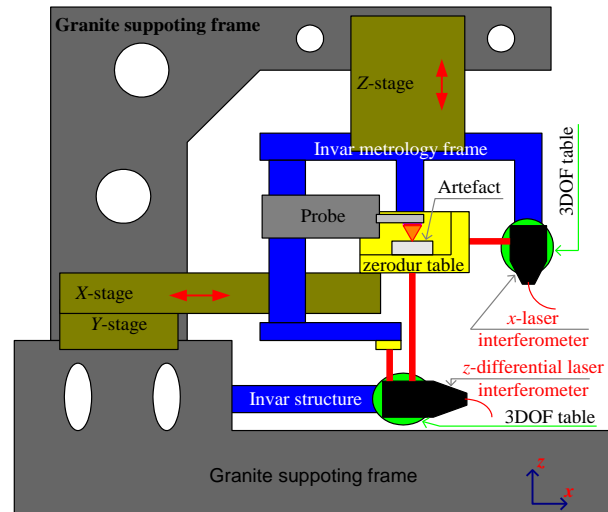 Granite suppoting frame
Z-stage
Invar metrology frame
3DOF table
Artefact
Probe
zerodur table
X-stage
Y-stage
x-laser
interferometer
z-differential laser
interferometer
Invar structure
3DOF table
Granite suppoting frame
z
x